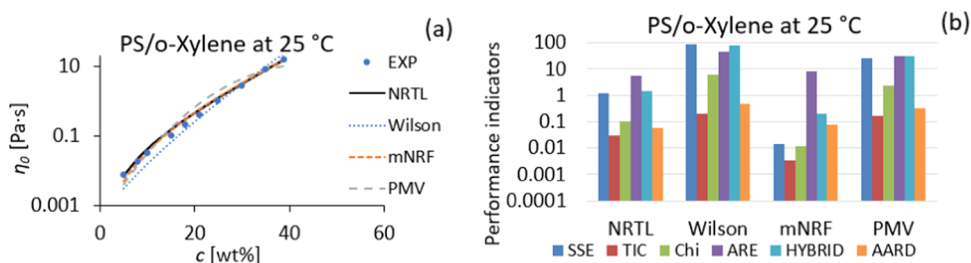 PS/o-Xylene at 25 °C
(a)
10
0.1
0.001
η0 [Pa·s]
0
20
40
60
c [wt%]
EXP
NRTL
Wilson
mNRF
PMV
PS/o-Xylene at 25 °C
(b)
Performance indicators
100
10
1
0.1
0.01
0.001
0.0001
NRTL Wilson mNRF PMV
SSE TIC Chi ARE HYBRID AARD